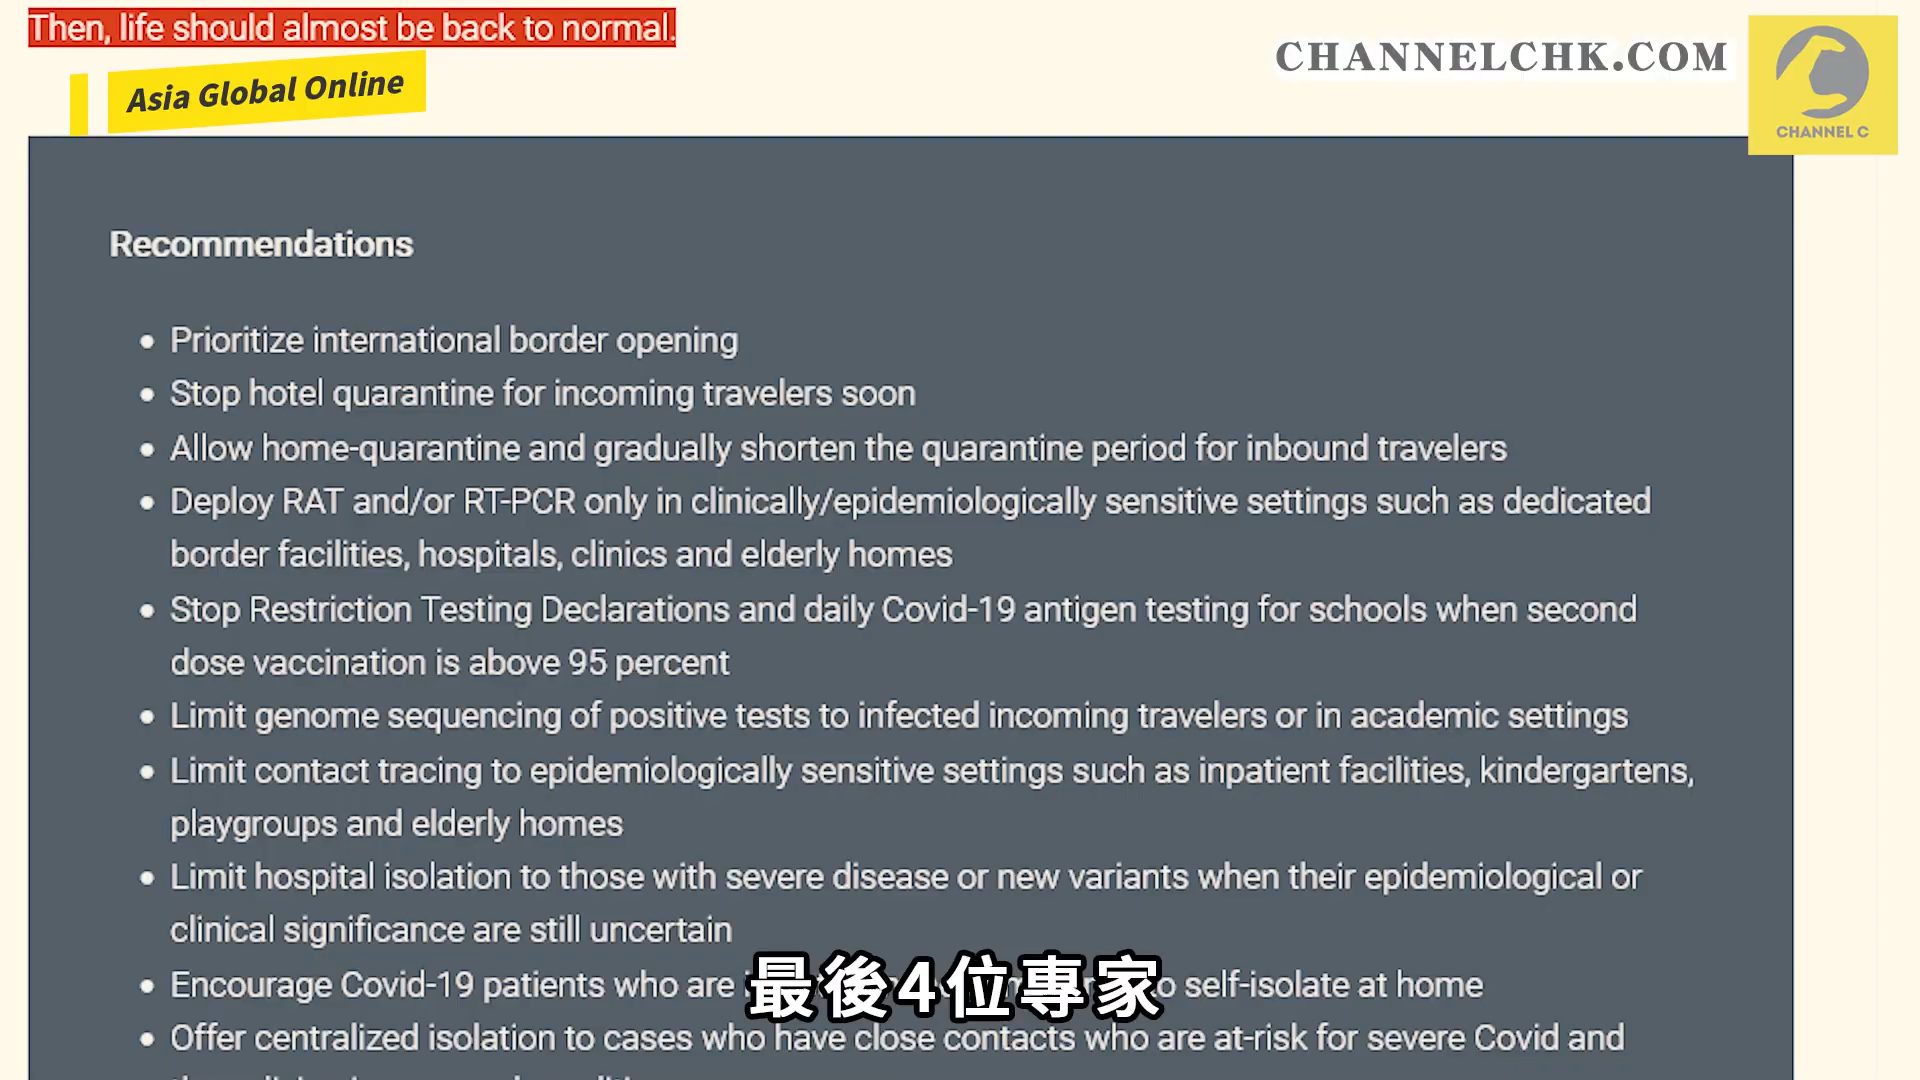 Then, life should almost be back to normal.
Asia Global Online
CHANNELCHK.COM
CHANNEL C
Recommendations
Prioritize international border opening
Stop hotel quarantine for incoming travelers soon
Allow home-quarantine and gradually shorten the quarantine period for inbound travelers
Deploy RAT and/or RT-PCR only in clinically/epidemiologically sensitive settings such as dedicated
border facilities, hospitals, clinics and elderly homes
Stop Restriction Testing Declarations and daily Covid-19 antigen testing for schools when second
dose vaccination is above 95 percent
Limit genome sequencing of positive tests to infected incoming travelers or in academic settings
Limit contact tracing to epidemiologically sensitive settings such as inpatient facilities, kindergartens,
playgroups and elderly homes
Limit hospital isolation to those with severe disease or new variants when their epidemiological or
clinical significance are still uncertain
Encourage Covid-19 patients who are to self-isolate at home
最後4位專家
Offer centralized isolation to cases who have close contacts who are at-risk for severe Covid and